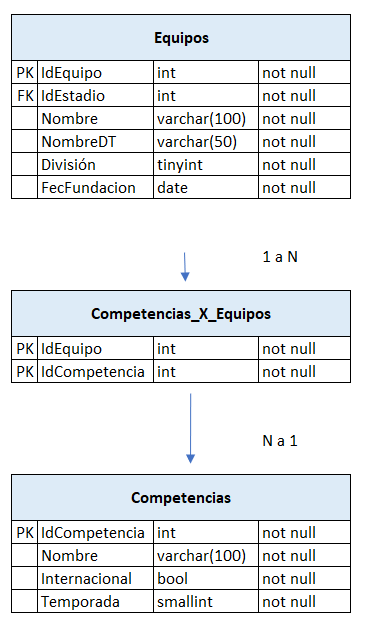 Equipos
PK IdEquipo int not null
FK IdEstadio int not null
Nombre varchar(100) not null
NombreDT varchar(50) not null
División tinyint not null
FecFundacion date not null
1 a N
Competencias_X_Equipos
PK IdEquipo int not null
PK IdCompetencia int not null
N a 1
Competencias
PK IdCompetencia int not null
Nombre varchar(100) not null
Internacional bool not null
Temporada smallint not null